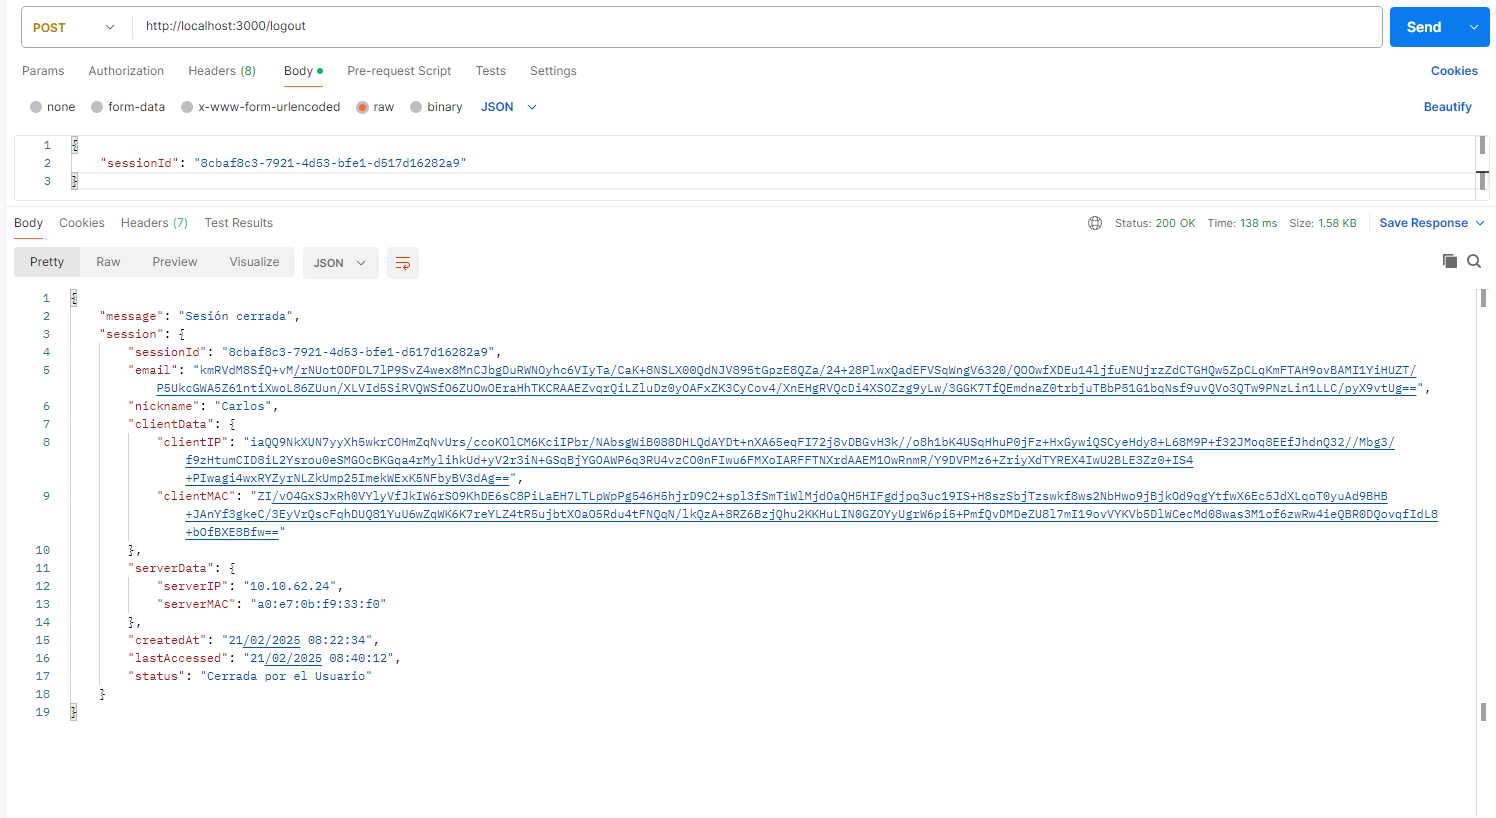 POST
http://localhost:3000/logout
Send
Params Authorization Headers (8) Body Pre-request Script Tests Settings Cookies
none form-data x-www-form-urlencoded raw binary JSON Beautify
1 {
2 "sessionId": "8cbaf8c3-7921-4d53-bfe1-d517d16282a9"
3 }
Body Cookies Headers (7) Test Results Status: 200 OK Time: 138 ms Size: 1.58 KB Save Response
Pretty Raw Preview Visualize JSON
1 {
2 "message": "Sesión cerrada",
3 "session": {
4 "sessionId": "8cbaf8c3-7921-4d53-bfe1-d517d16282a9",
5 "email": "kmRVdM8SfQ+vM/rNUotODFDL7lP9SvZ4wex8MnCJbgDuRWNOyhc6VIyTa/CaK+8NSLX00QdNJV895tGpzE8QZa/24+28PlwxQadEFVSqWngV6320/QOOwfXDEu14ljfuENUjrzZdCTGHQw5ZpCLqKmFTAH9ovBAMI1YiHUZT/
P5UkcGWA5Z61ntiXwoL86ZUun/XLVId5SiRVQWSfO6ZUOwOEraHhTKCRAAEZvqrQiLZluDz0yOAFxZK3CyCov4/XnEHgRVQcDi4XSOZzg9yLw/3GGK7TfQEmdnaZ0trbjuTBbP51G1bqNsf9uvQVo3QTw9PNzLin1LLC/pyX9vtUg==",
6 "nickname": "Carlos",
7 "clientData": {
8 "clientIP": "iaQQ9NkXUN7yyXh5wkrCOHmZqNvUrs/ccoKOlCM6KciIPbr/NAbsgWiB088DHLQdAYDt+nXA65eqFI72j8vDBGvH3k//o8h1bK4USqHhuP0jFz+HxGywiQSCyeHdy8+L68M9P+f32JMoq8EEfJhdnQ32//Mbg3/
f9zHtumCID8iL2Ysrou0eSMGOcBKGqa4rMylihkUd+yV2r3iN+GSqBjYGOAWP6q3RU4vzCO0nFIwu6FMXoIARFFTNXrdAAEM1OwRnmR/Y9DVPMz6+ZriyXdTYREX4IwU2BLE3Zz0+IS4
+PIwagi4wxRYZyrNLZkUmp25ImekWExK5NFbyBV3dAg==",
9 "clientMAC": "ZI/vO4GxSJxRh0VYlyVfJkIW6rSO9KhDE6sC8PiLaEH7LTLpWpPg546H5hjrD9C2+spl3fSmTiWlMjdOaQH5HIFgdjpq3uc19IS+H8szSbjTzswkf8ws2NbHwo9jBjkOd9qgYtfwX6Ec5JdXLqoT0yuAd9BHB
+JAnYf3gkeC/3EyVrQscFqhDUQ81YuU6wZqWK6K7reYLZ4tR5ujbtXOaO5Rdu4tFNQqN/lkQzA+8RZ6BzjQhu2KKHuLIN0GZOYyUgrW6pi5+PmfQvDMDeZU8l7mI19ovVYKVb5DlWCecMd08was3M1of6zwRw4ieQBR0DQovqfIdL8
+bOfBXE8Bfw=="
10 },
11 "serverData": {
12 "serverIP": "10.10.62.24",
13 "serverMAC": "a0:e7:0b:f9:33:f0"
14 },
15 "createdAt": "21/02/2025 08:22:34",
16 "lastAccessed": "21/02/2025 08:40:12",
17 "status": "Cerrada por el Usuario"
18 }
19 }